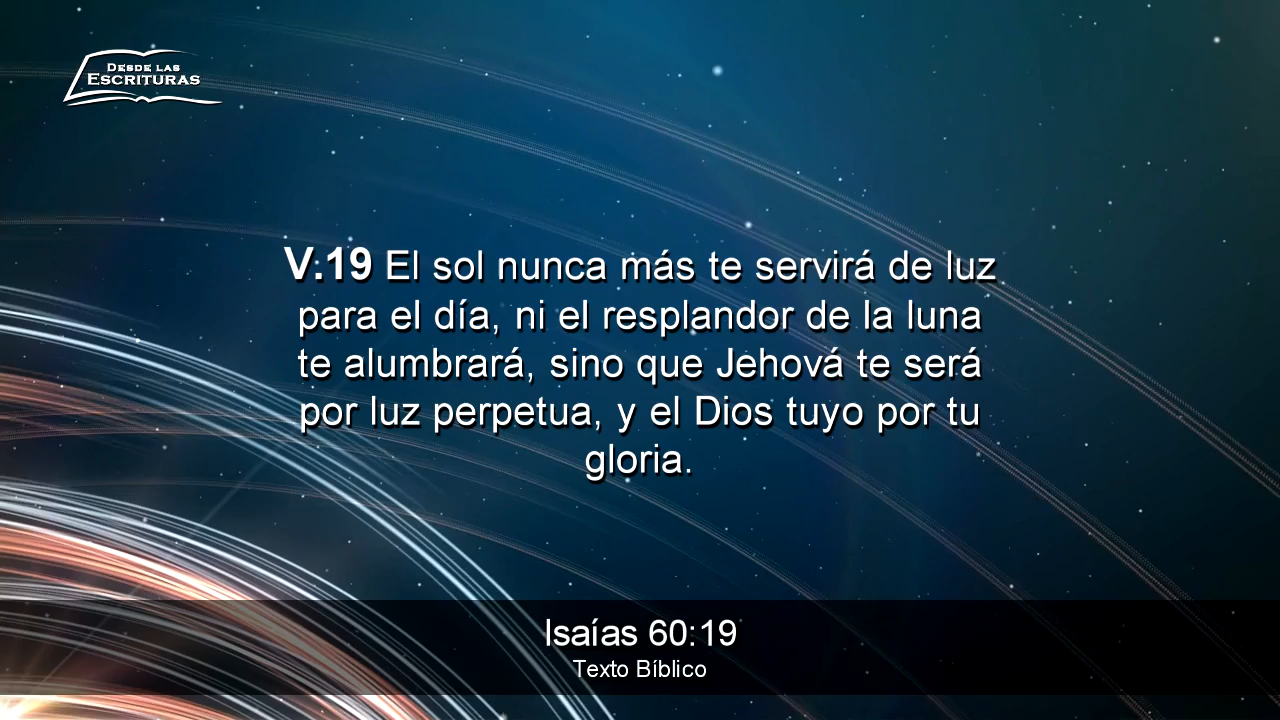 DESDE LAS
ESCRITURAS
V.19 El sol nunca más te servirá de luz
para el día, ni el resplandor de la luna
te alumbrará, sino que Jehová te será
por luz perpetua, y el Dios tuyo por tu
gloria.
Isaías 60:19
Texto Bíblico